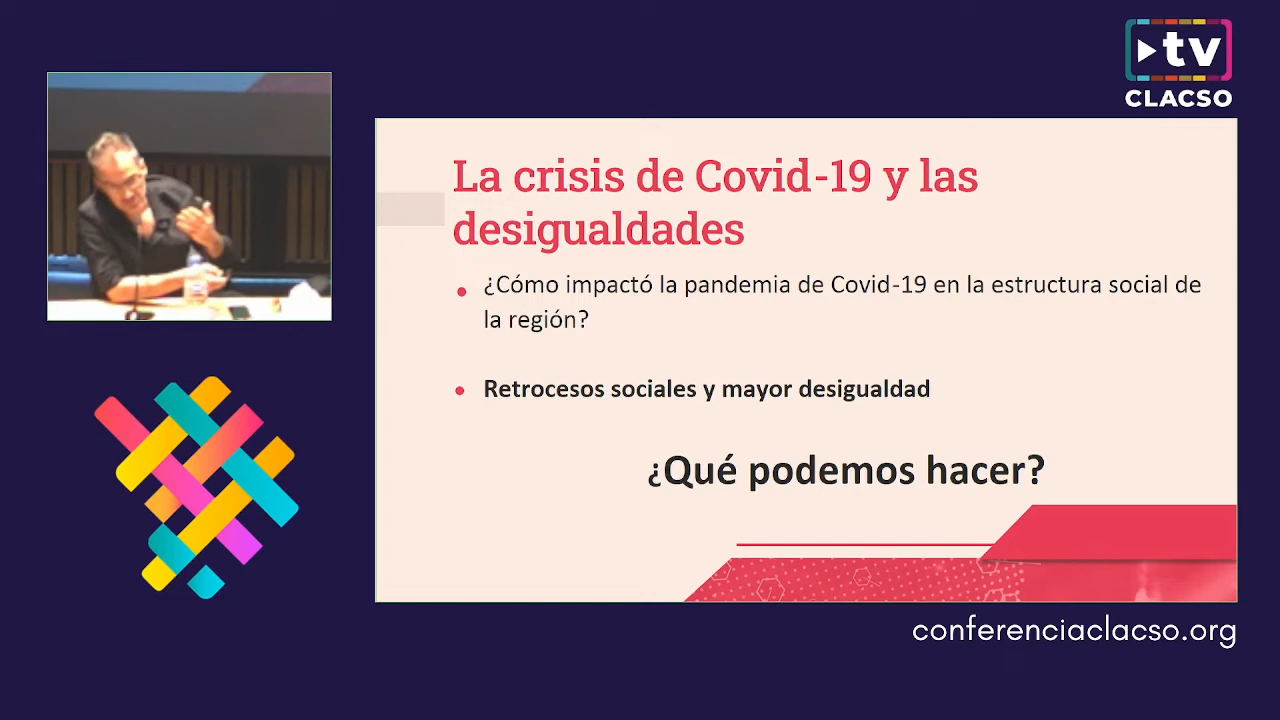 tv
CLACSO
La crisis de Covid-19 y las
desigualdades
¿Cómo impactó la pandemia de Covid-19 en la estructura social de
la región?
Retrocesos sociales y mayor desigualdad
¿Qué podemos hacer?
conferenciaclacso.org